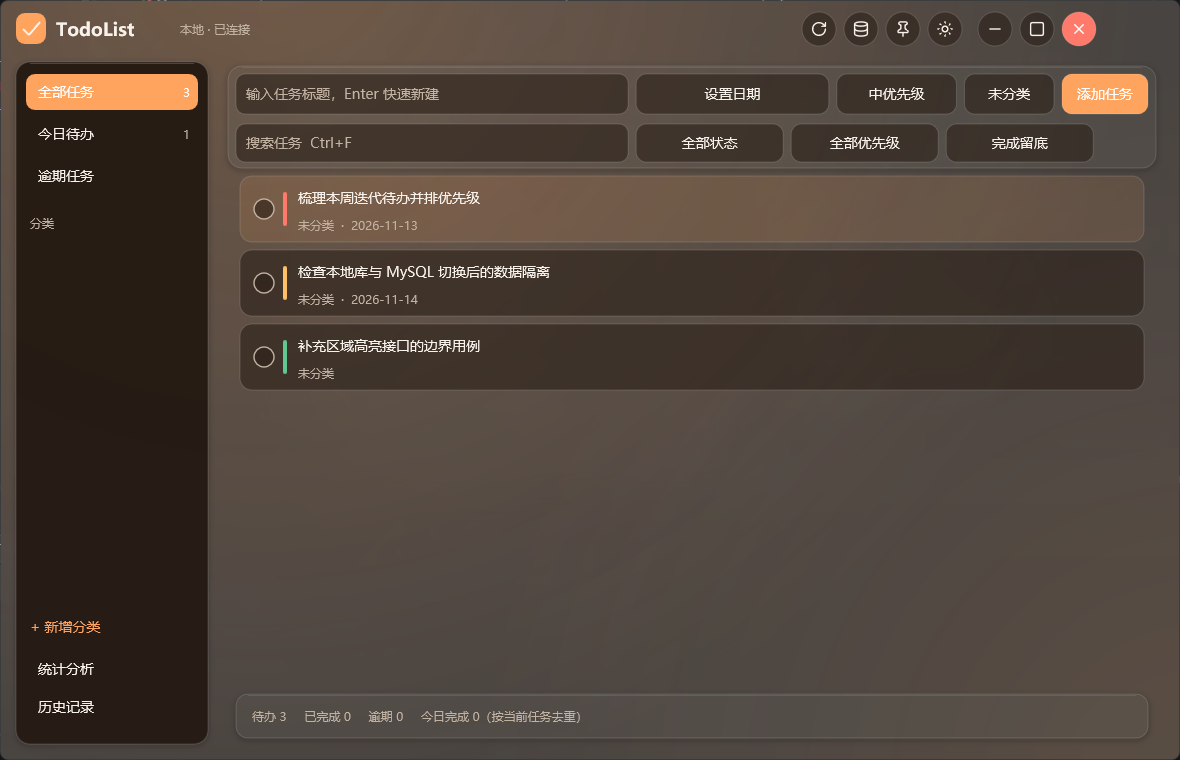 TodoList
本地 · 已连接
全部任务 3
今日待办 1
逾期任务
分类
+ 新增分类
统计分析
历史记录
输入任务标题，Enter 快速新建 设置日期 中优先级 未分类 添加任务
搜索任务 Ctrl+F 全部状态 全部优先级 完成留底
梳理本周迭代待办并排优先级
未分类 · 2026-11-13
检查本地库与 MySQL 切换后的数据隔离
未分类 · 2026-11-14
补充区域高亮接口的边界用例
未分类
待办 3 已完成 0 逾期 0 今日完成 0（按当前任务去重）